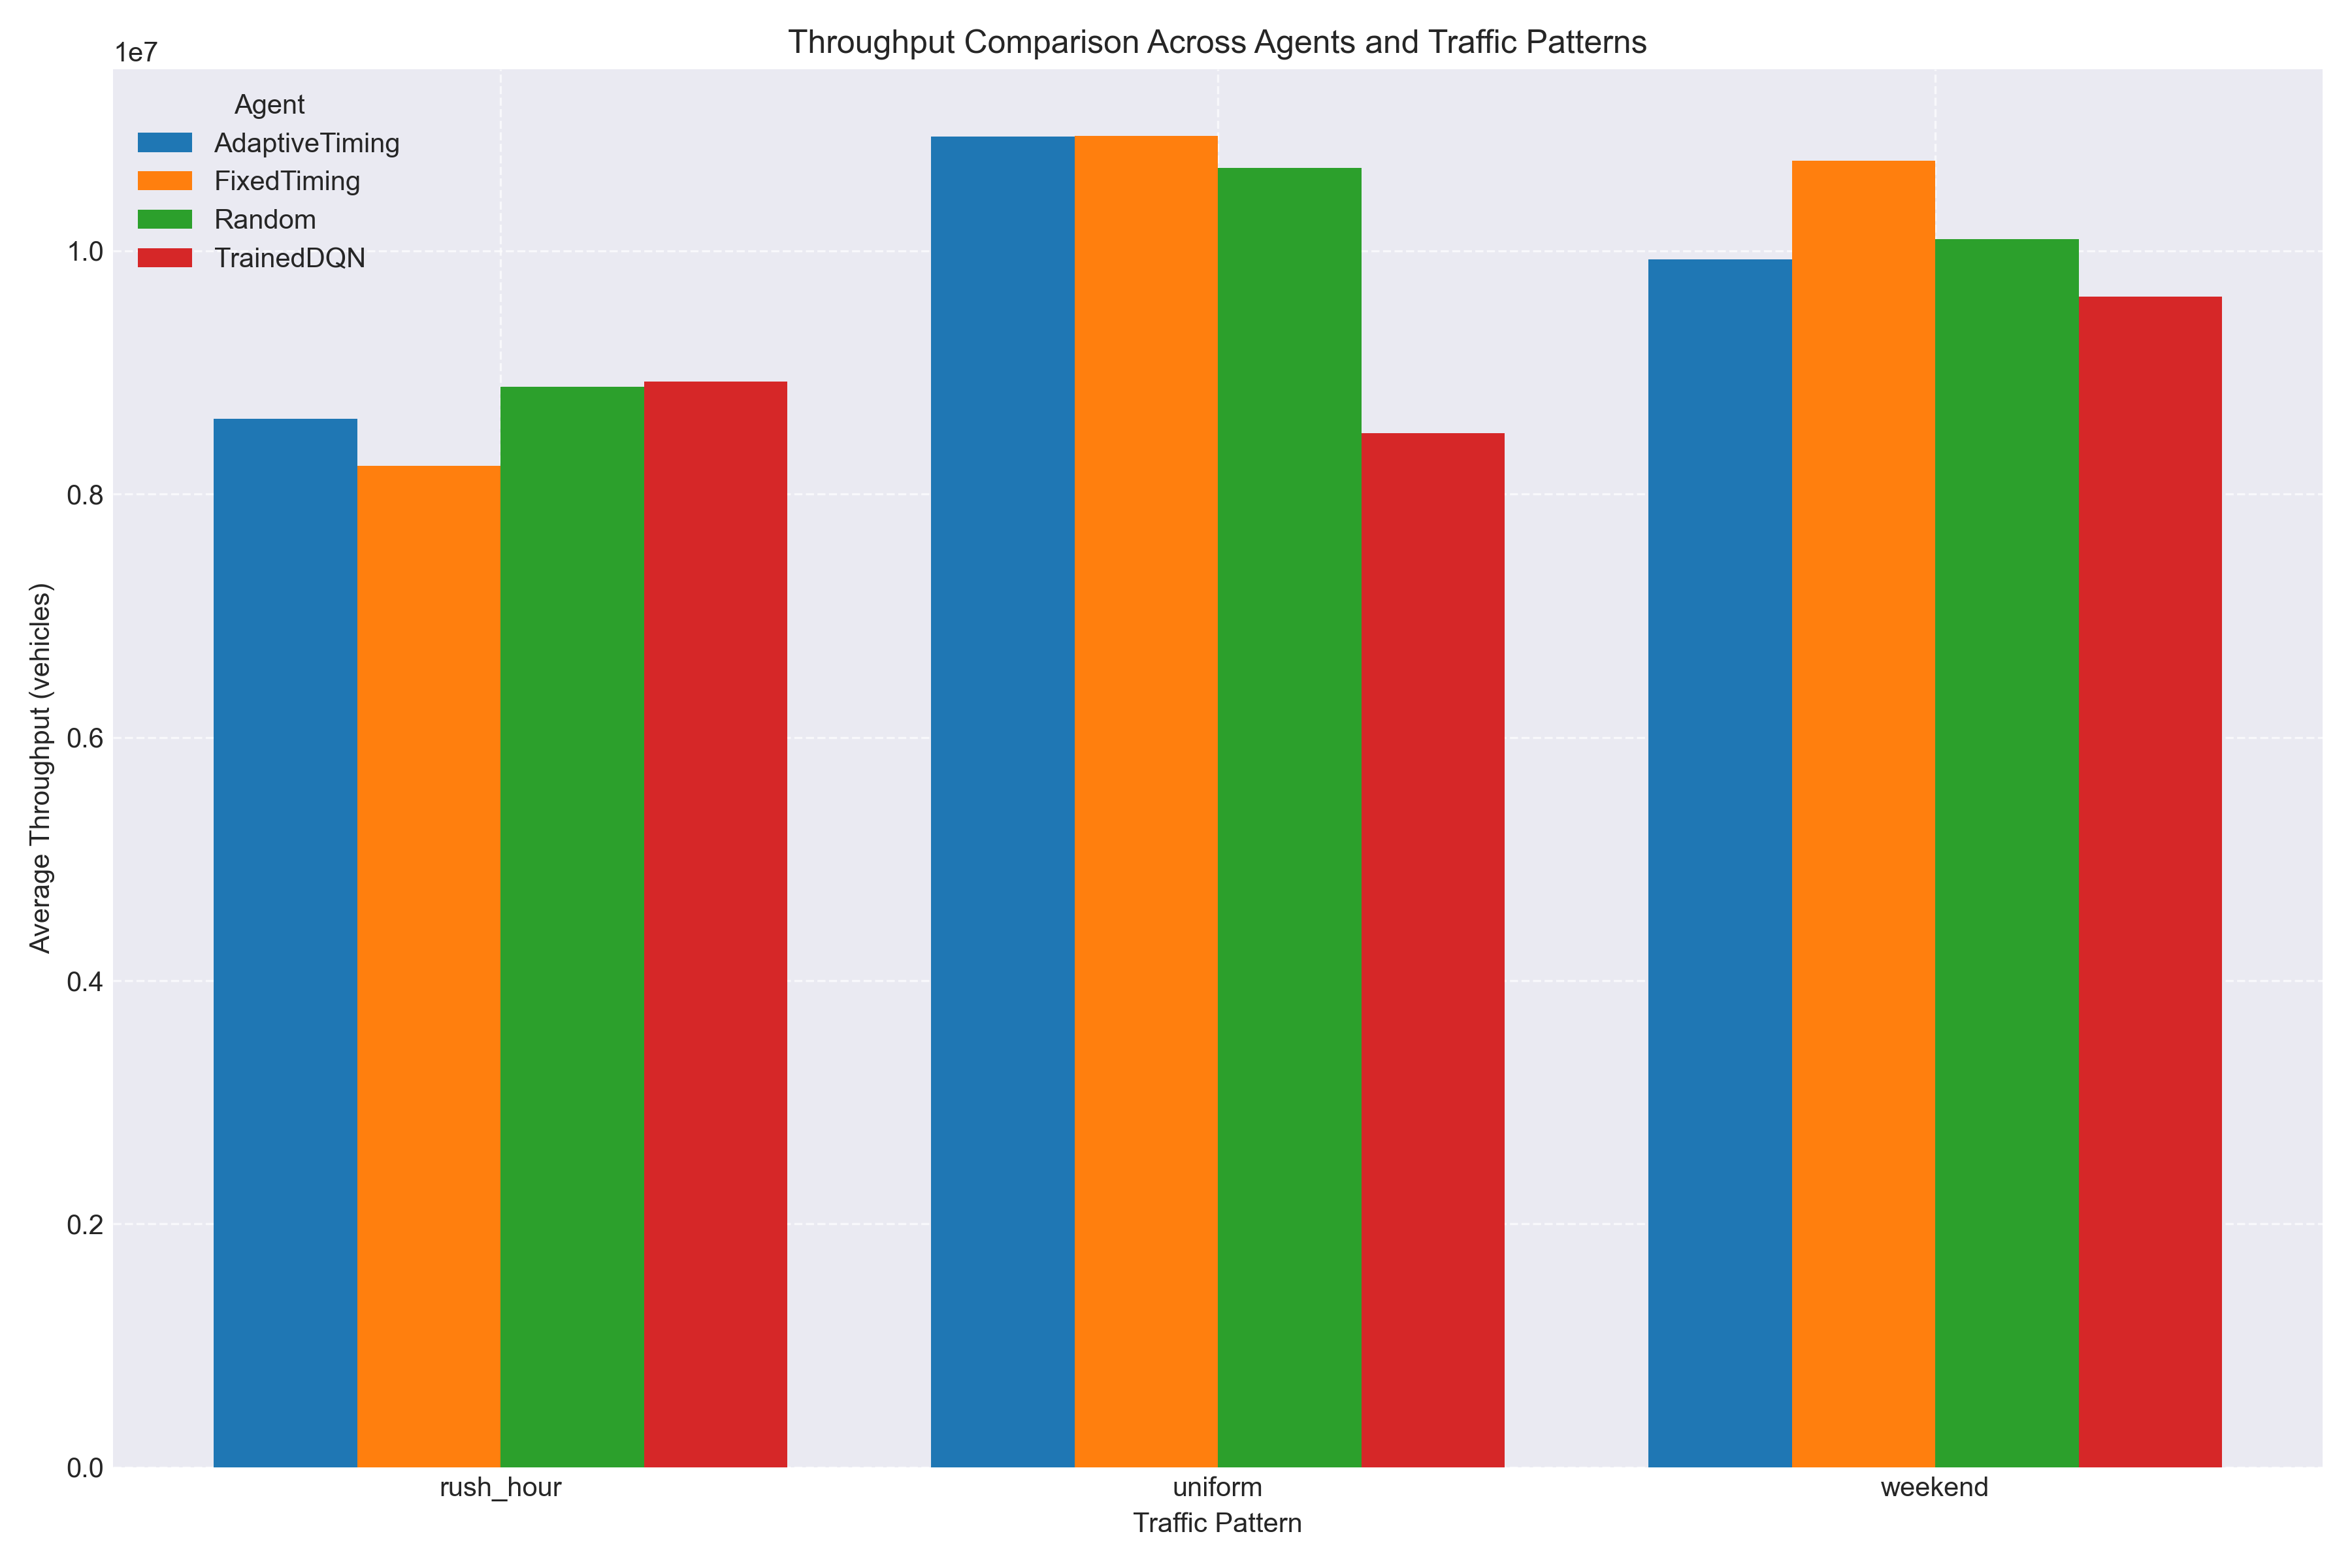 Throughput Comparison Across Agents and Traffic Patterns
1e7
Agent
AdaptiveTiming
FixedTiming
Random
TrainedDQN
1.0
0.8
0.6
0.4
0.2
0.0
Average Throughput (vehicles)
rush_hour uniform weekend
Traffic Pattern